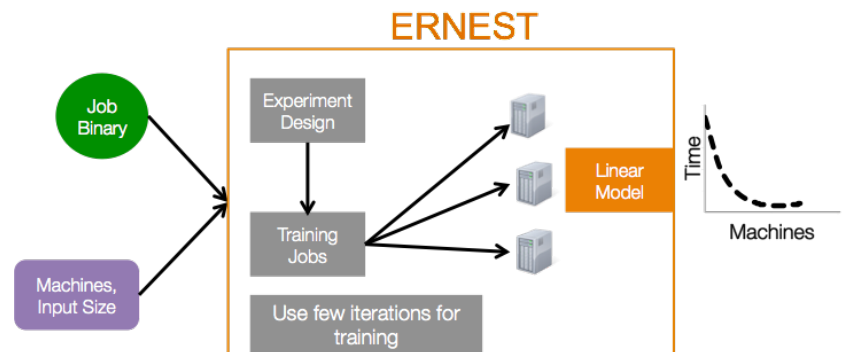 ERNEST
Job
Binary
Machines,
Input Size
Experiment
Design
Training
Jobs
Use few iterations for
training
Linear
Model
Time
Machines